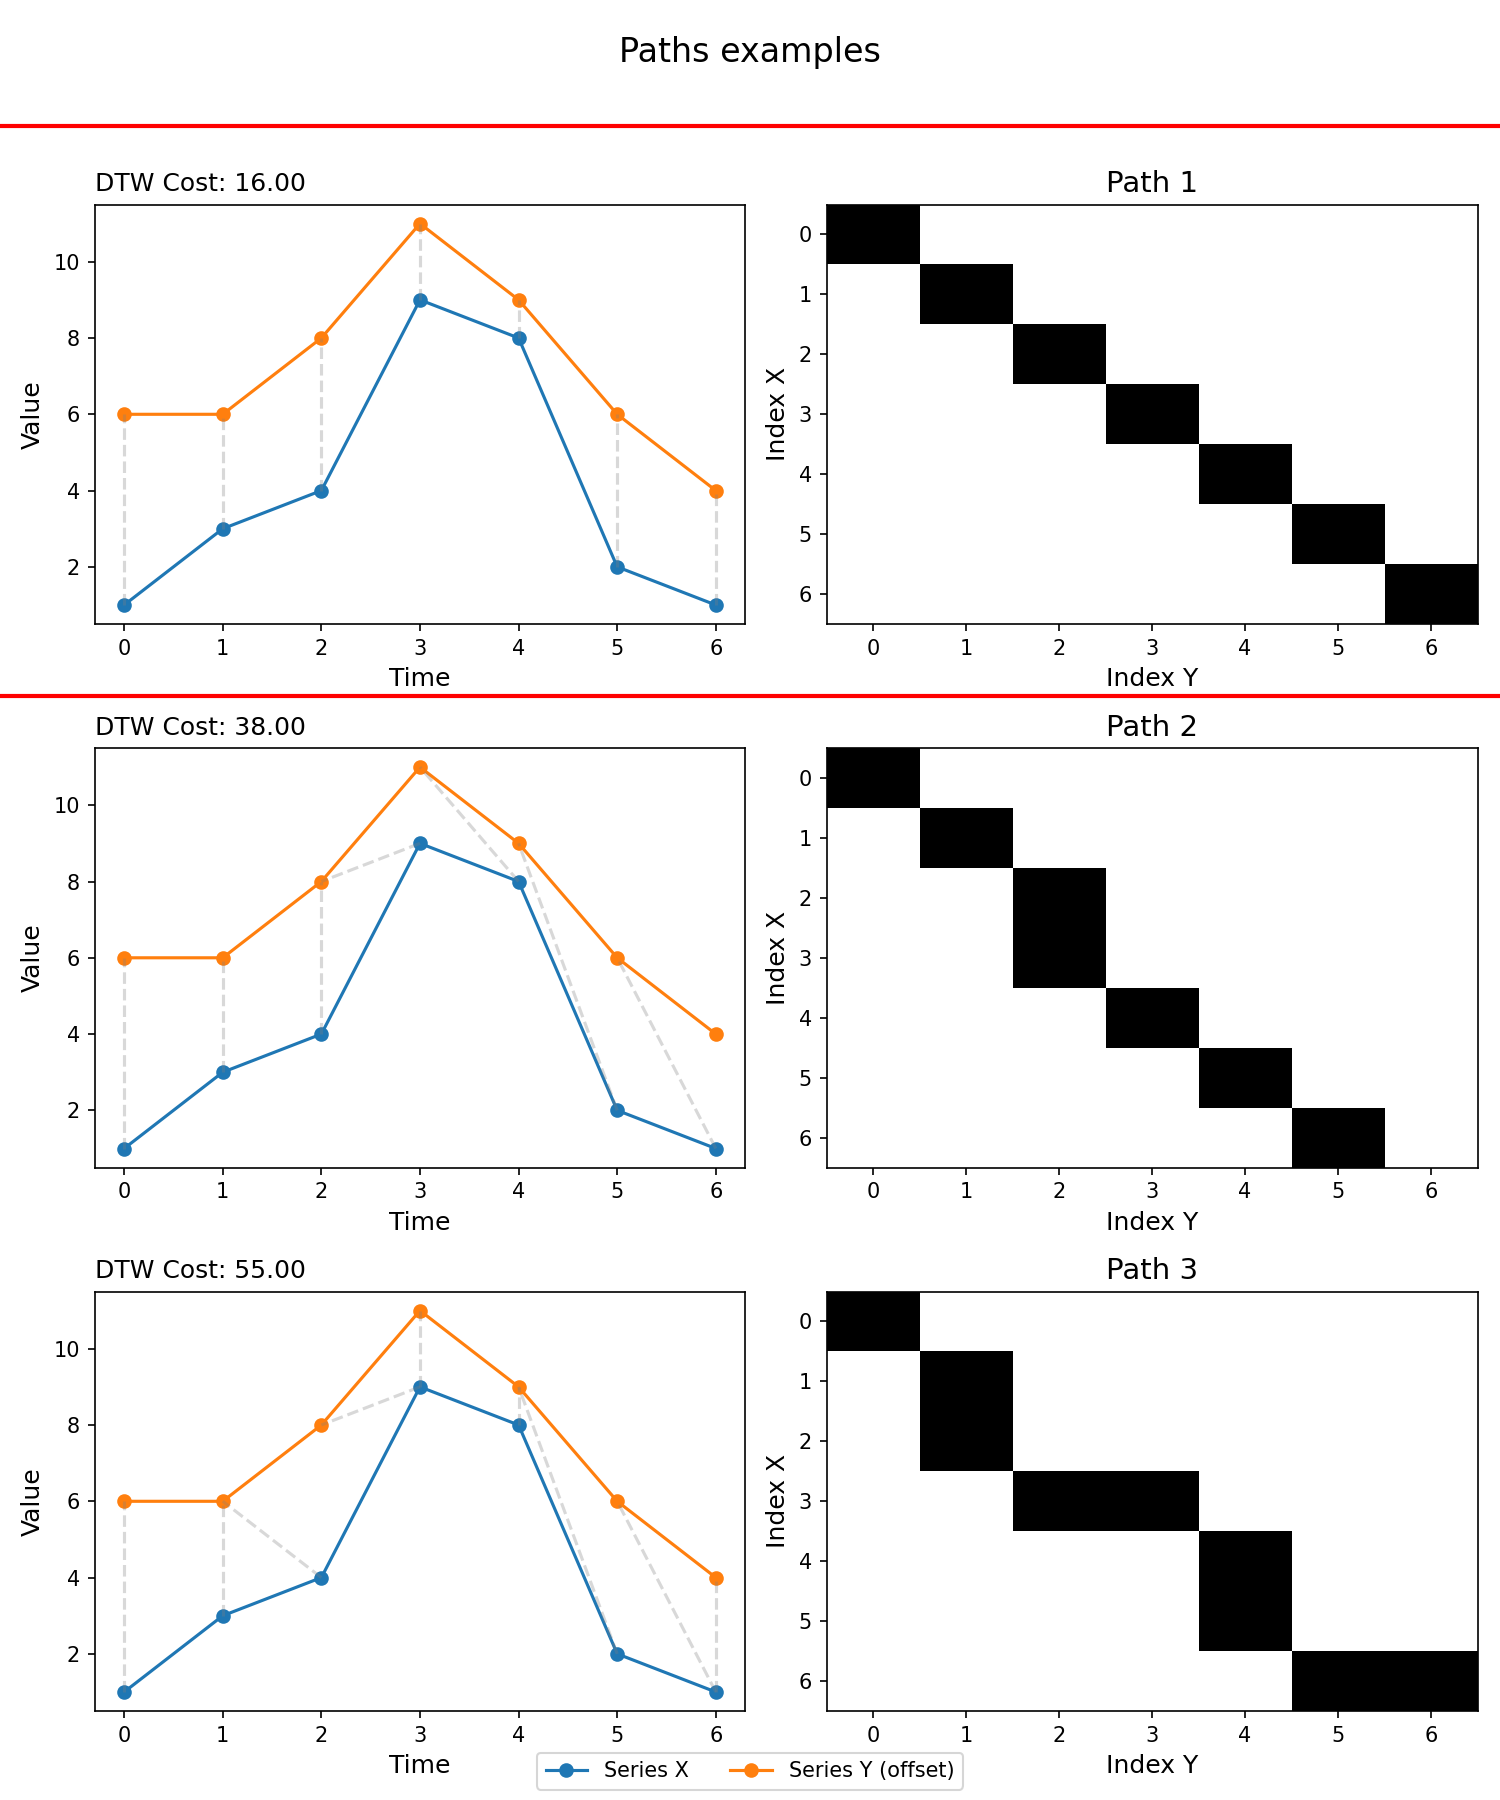 Paths examples
DTW Cost: 16.00
Path 1
Value
10
8
6
4
2
0 1 2 3 4 5 6
Time
Index X
0
1
2
3
4
5
6
0 1 2 3 4 5 6
Index Y
DTW Cost: 38.00
Path 2
Value
10
8
6
4
2
0 1 2 3 4 5 6
Time
Index X
0
1
2
3
4
5
6
0 1 2 3 4 5 6
Index Y
DTW Cost: 55.00
Path 3
Value
10
8
6
4
2
0 1 2 3 4 5 6
Time
Index X
0
1
2
3
4
5
6
0 1 2 3 4 5 6
Index Y
Series X
Series Y (offset)